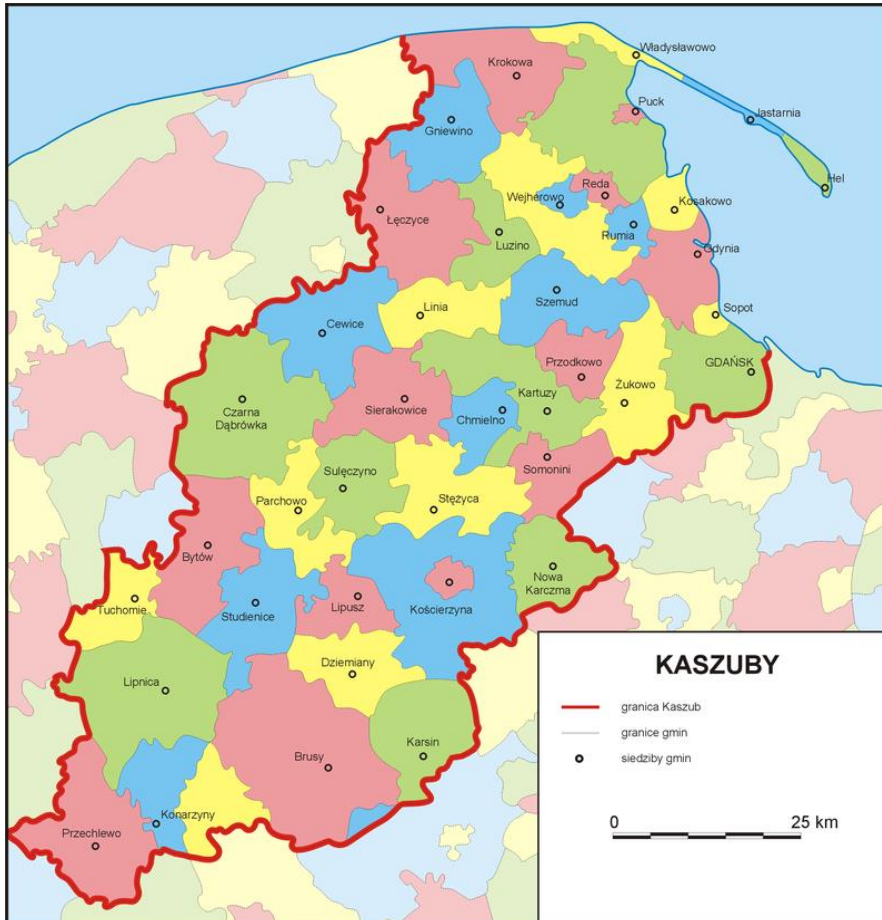 Władysławowo
Krokowa
Puck
Jastarnia
Gniewino
Hel
Reda
Wejherowo
Kosakowo
Łęczyce
Rumia
Luzino
Gdynia
Szemud
Linia
Sopot
Cewice
Przodkowo
GDAŃSK
Żukowo
Kartuzy
Sierakowice
Chmielno
Czarna
Dąbrówka
Somonini
Sulęczyno
Parchowo
Stężyca
Bytów
Nowa
Karczma
Tuchomie
Studienice
Lipusz
Kościerzyna
Dziemiany
Lipnica
Karsin
Brusy
Konarzyny
Przechlewo
KASZUBY
granica Kaszub
granice gmin
siedziby gmin
0 25 km